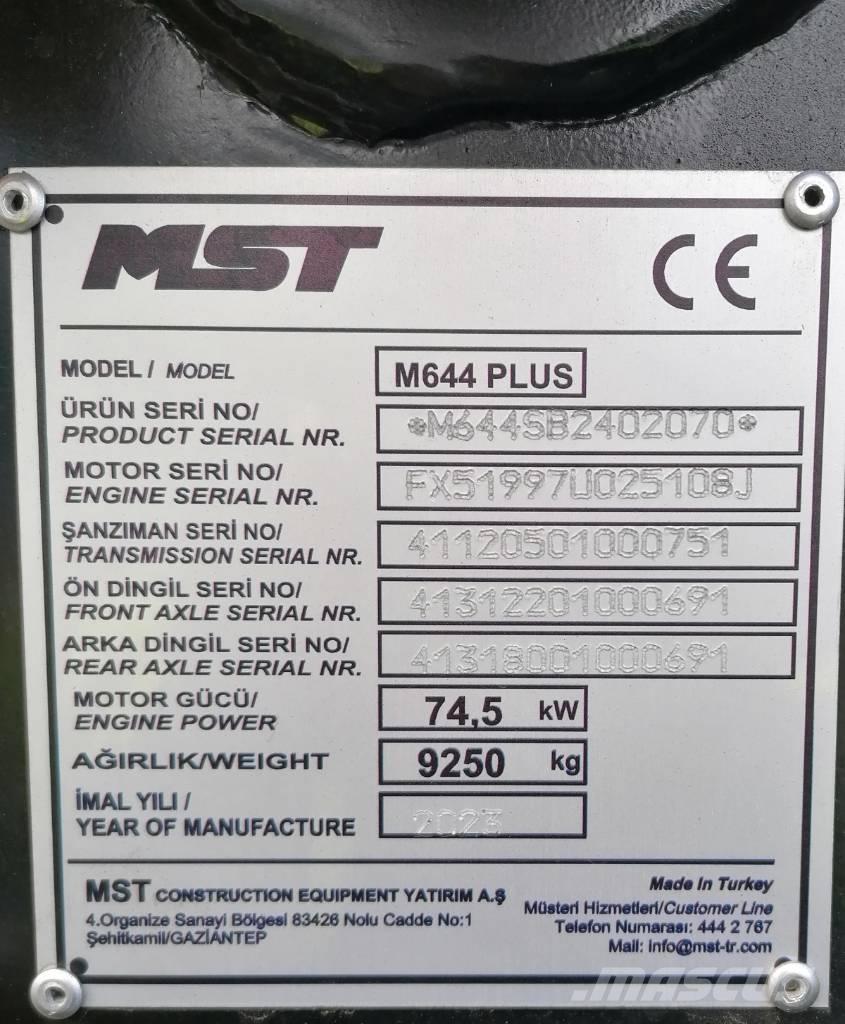 MST CE
MODEL / MODEL M644 PLUS
ÜRÜN SERİ NO/
PRODUCT SERIAL NR. *M644SB2402070*
MOTOR SERİ NO/
ENGINE SERIAL NR. FX51997U025108J
ŞANZIMAN SERİ NO/
TRANSMISSION SERIAL NR. 41120501000751
ÖN DİNGİL SERİ NO/
FRONT AXLE SERIAL NR. 41312201000691
ARKA DİNGİL SERİ NO/
REAR AXLE SERIAL NR. 41318001000691
MOTOR GÜCÜ/
ENGINE POWER 74,5 kW
AĞIRLIK/WEIGHT 9250 kg
İMAL YILI /
YEAR OF MANUFACTURE 2023
MST CONSTRUCTION EQUIPMENT YATIRIM A.Ş
4.Organize Sanayi Bölgesi 83426 Nolu Cadde No:1
Şehitkamil/GAZİANTEP
Made In Turkey
Müsteri Hizmetleri/Customer Line
Telefon Numarası: 444 2 767
Mail: info@mst-tr.com
MASCUS